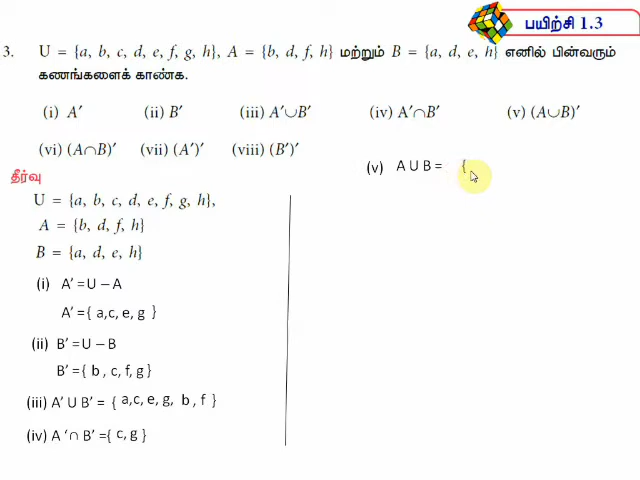 பயிற்சி 1.3
3. U = {a, b, c, d, e, f, g, h}, A = {b, d, f, h} மற்றும் B = {a, d, e, h} எனில் பின்வரும்
கணங்களைக் காண்க.
(i) A′ (ii) B′ (iii) A′∪B′ (iv) A′∩B′ (v) (A∪B)′
(vi) (A∩B)′ (vii) (A′)′ (viii) (B′)′
தீர்வு
U = {a, b, c, d, e, f, g, h},
A = {b, d, f, h}
B = {a, d, e, h}
(i) A′ = U − A
A′ = { a,c, e, g }
(ii) B′ = U − B
B′ = { b , c, f, g }
(iii) A′ U B′ = { a,c, e, g, b , f }
(iv) A ‘∩ B’ ={ c, g }
(v) A U B = {